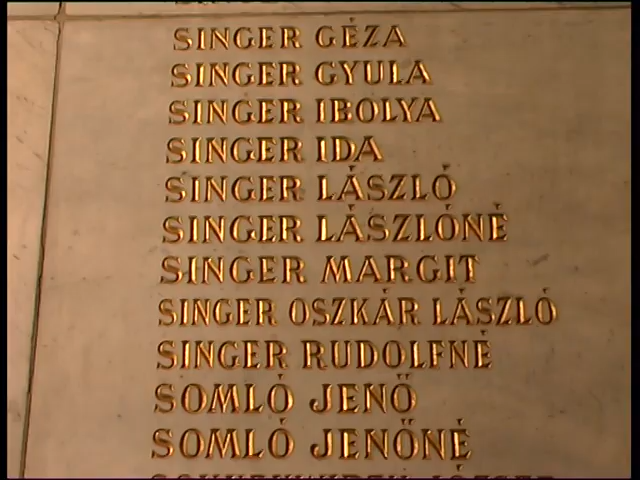 SINGER GÉZA
SINGER GYULA
SINGER IBOLYA
SINGER IDA
SINGER LÁSZLÓ
SINGER LÁSZLÓNÉ
SINGER MARGIT
SINGER OSZKÁR LÁSZLÓ
SINGER RUDOLFNÉ
SOMLÓ JENŐ
SOMLÓ JENŐNÉ